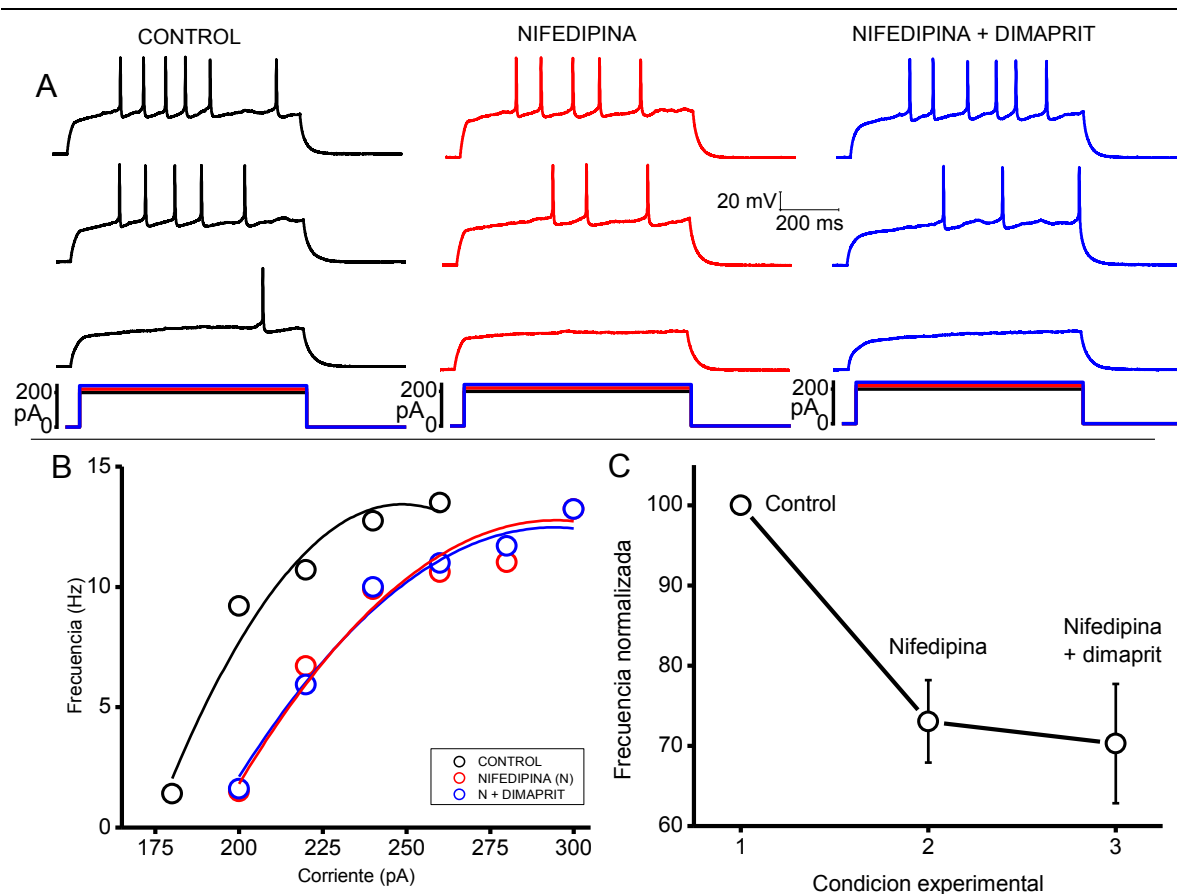 CONTROL
NIFEDIPINA
NIFEDIPINA + DIMAPRIT
A
20 mV
200 ms
200
pA
0
200
pA
0
200
pA
0
B
15
10
5
0
Frecuencia (Hz)
175
200
225
250
275
300
Corriente (pA)
CONTROL
NIFEDIPINA (N)
N + DIMAPRIT
C
100
90
80
70
60
Frecuencia normalizada
Control
Nifedipina
Nifedipina
+ dimaprit
1
2
3
Condicion experimental